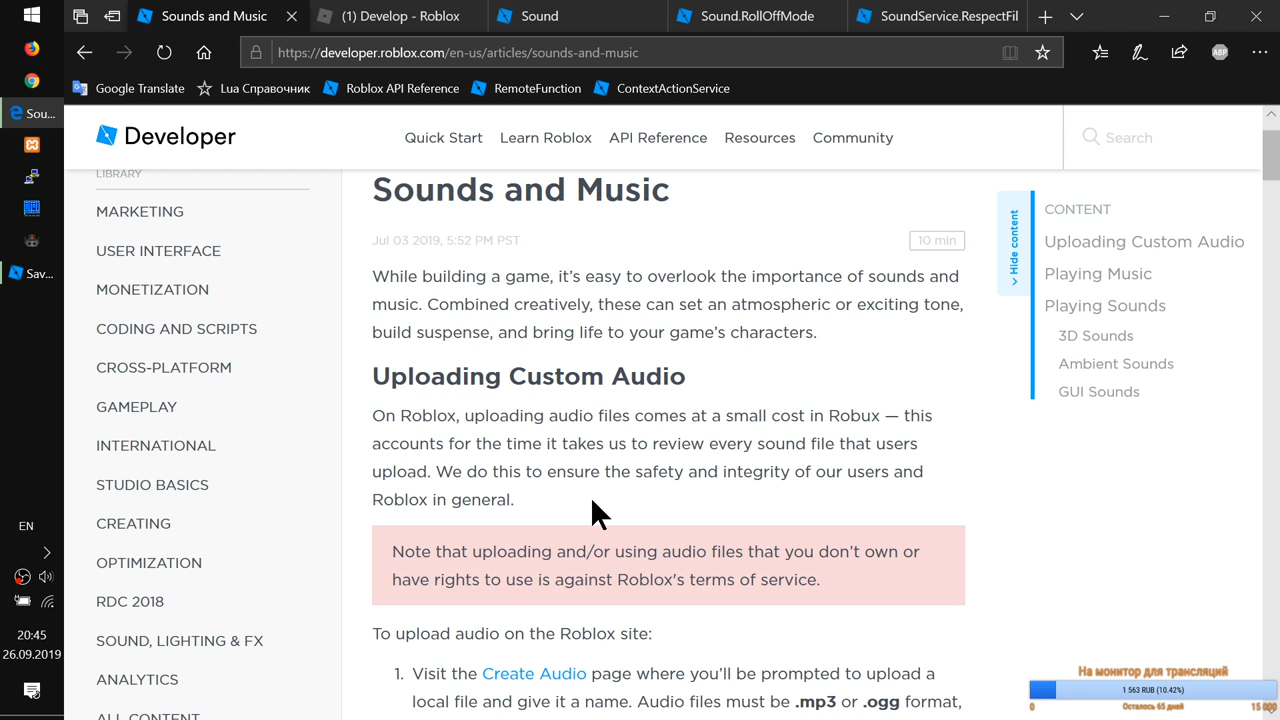 Sounds and Music
(1) Develop - Roblox
Sound
Sound.RollOffMode
SoundService.RespectFil
https://developer.roblox.com/en-us/articles/sounds-and-music
ABP
Google Translate
Lua Справочник
Roblox API Reference
RemoteFunction
ContextActionService
Sou...
Sav...
EN
20:45
26.09.2019
Developer
Quick Start
Learn Roblox
API Reference
Resources
Community
Search
LIBRARY
MARKETING
USER INTERFACE
MONETIZATION
CODING AND SCRIPTS
CROSS-PLATFORM
GAMEPLAY
INTERNATIONAL
STUDIO BASICS
CREATING
OPTIMIZATION
RDC 2018
SOUND, LIGHTING & FX
ANALYTICS
ALL CONTENT
Sounds and Music
Jul 03 2019, 5:52 PM PST
10 min
While building a game, it's easy to overlook the importance of sounds and
music. Combined creatively, these can set an atmospheric or exciting tone,
build suspense, and bring life to your game's characters.
Uploading Custom Audio
On Roblox, uploading audio files comes at a small cost in Robux — this
accounts for the time it takes us to review every sound file that users
upload. We do this to ensure the safety and integrity of our users and
Roblox in general.
Note that uploading and/or using audio files that you don't own or
have rights to use is against Roblox's terms of service.
To upload audio on the Roblox site:
1. Visit the Create Audio page where you'll be prompted to upload a
local file and give it a name. Audio files must be .mp3 or .ogg format,
Hide content
CONTENT
Uploading Custom Audio
Playing Music
Playing Sounds
3D Sounds
Ambient Sounds
GUI Sounds
На монитор для трансляций
1 563 RUB (10.42%)
0
Осталось 65 дней
15 000